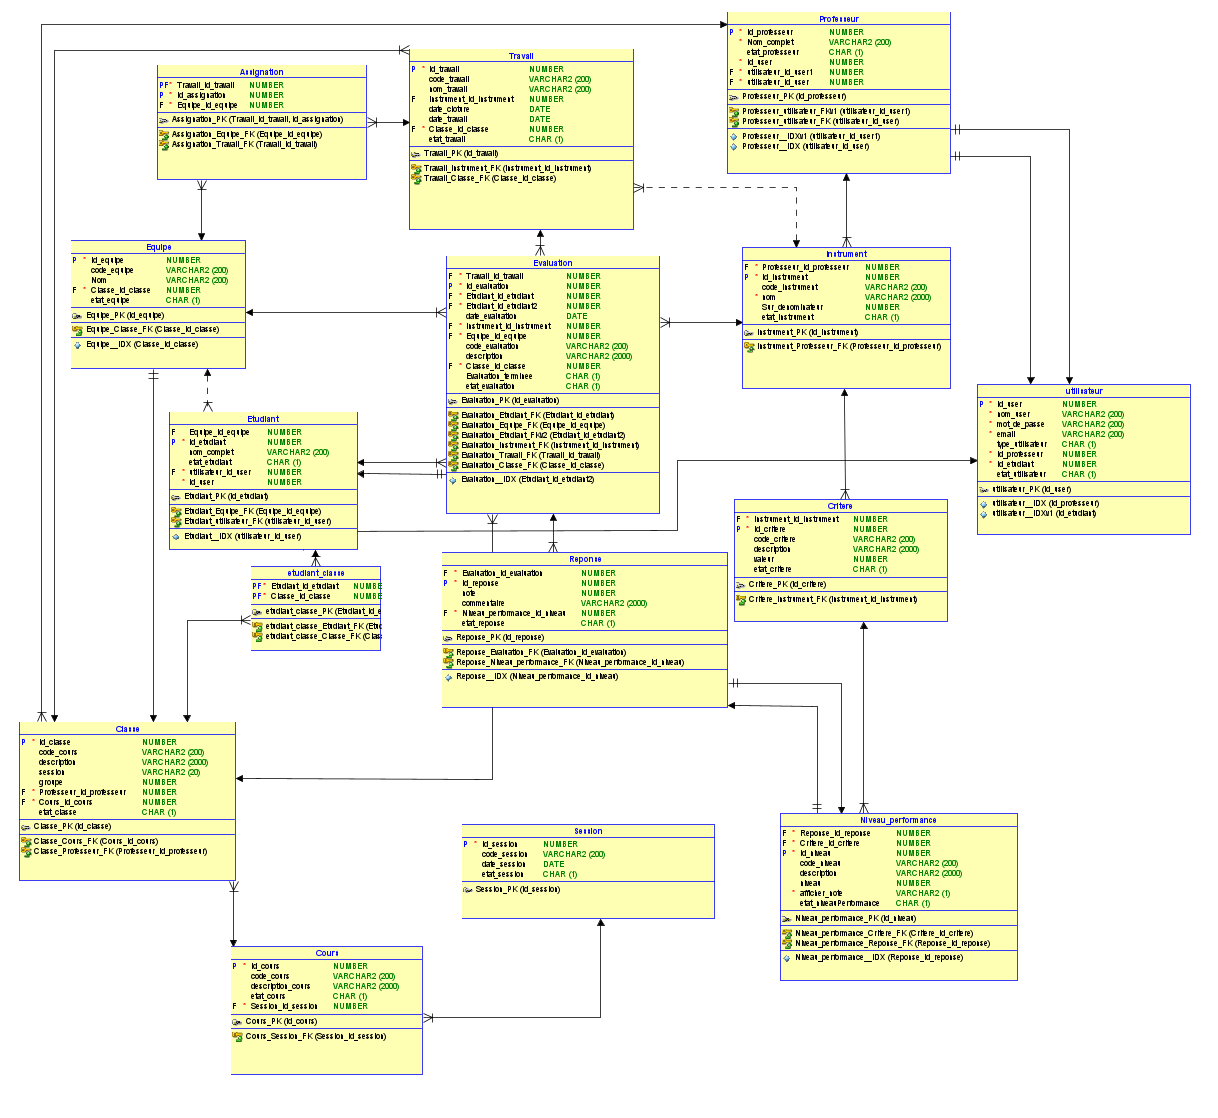 Professeur
P * id_professeur NUMBER
* Nom_complet VARCHAR2 (200)
etat_professeur CHAR (1)
* id_user NUMBER
F * utilisateur_id_user1 NUMBER
F * utilisateur_id_user NUMBER
Professeur_PK (id_professeur)
Professeur_utilisateur_FKv1 (utilisateur_id_user1)
Professeur_utilisateur_FK (utilisateur_id_user)
Professeur__IDXv1 (utilisateur_id_user1)
Professeur__IDX (utilisateur_id_user)
Travail
P * id_travail NUMBER
code_travail VARCHAR2 (200)
nom_travail VARCHAR2 (200)
F Instrument_id_instrument NUMBER
date_cloture DATE
date_travail DATE
F * Classe_id_classe NUMBER
etat_travail CHAR (1)
Travail_PK (id_travail)
Travail_Instrument_FK (Instrument_id_instrument)
Travail_Classe_FK (Classe_id_classe)
Assignation
PF * Travail_id_travail NUMBER
P * id_assignation NUMBER
F * Equipe_id_equipe NUMBER
Assignation_PK (Travail_id_travail, id_assignation)
Assignation_Equipe_FK (Equipe_id_equipe)
Assignation_Travail_FK (Travail_id_travail)
Equipe
P * id_equipe NUMBER
code_equipe VARCHAR2 (200)
Nom VARCHAR2 (200)
F * Classe_id_classe NUMBER
etat_equipe CHAR (1)
Equipe_PK (id_equipe)
Equipe_Classe_FK (Classe_id_classe)
Equipe__IDX (Classe_id_classe)
Evaluation
F * Travail_id_travail NUMBER
P * id_evaluation NUMBER
F * Etudiant_id_etudiant NUMBER
F * Etudiant_id_etudiant2 NUMBER
date_evaluation DATE
F * Instrument_id_instrument NUMBER
F * Equipe_id_equipe NUMBER
code_evaluation VARCHAR2 (200)
description VARCHAR2 (2000)
F * Classe_id_classe NUMBER
Evaluation_terminee CHAR (1)
etat_evaluation CHAR (1)
Evaluation_PK (id_evaluation)
Evaluation_Etudiant_FK (Etudiant_id_etudiant)
Evaluation_Equipe_FK (Equipe_id_equipe)
Evaluation_Etudiant_FKv2 (Etudiant_id_etudiant2)
Evaluation_Instrument_FK (Instrument_id_instrument)
Evaluation_Travail_FK (Travail_id_travail)
Evaluation_Classe_FK (Classe_id_classe)
Evaluation__IDX (Etudiant_id_etudiant2)
Instrument
F * Professeur_id_professeur NUMBER
P * id_instrument NUMBER
code_instrument VARCHAR2 (200)
* nom VARCHAR2 (2000)
Sur_denominateur NUMBER
etat_instrument CHAR (1)
Instrument_PK (id_instrument)
Instrument_Professeur_FK (Professeur_id_professeur)
utilisateur
P * id_user NUMBER
* nom_user VARCHAR2 (200)
* mot_de_passe VARCHAR2 (200)
* email VARCHAR2 (200)
type_utilisateur CHAR (1)
* id_professeur NUMBER
* id_etudiant NUMBER
etat_utilisateur CHAR (1)
utilisateur_PK (id_user)
utilisateur__IDX (id_professeur)
utilisateur__IDXv1 (id_etudiant)
Etudiant
F Equipe_id_equipe NUMBER
P * id_etudiant NUMBER
nom_complet VARCHAR2 (200)
etat_etudiant CHAR (1)
F * utilisateur_id_user NUMBER
* id_user NUMBER
Etudiant_PK (id_etudiant)
Etudiant_Equipe_FK (Equipe_id_equipe)
Etudiant_utilisateur_FK (utilisateur_id_user)
Etudiant__IDX (utilisateur_id_user)
Critere
F * Instrument_id_instrument NUMBER
P * id_critere NUMBER
code_critere VARCHAR2 (200)
description VARCHAR2 (2000)
valeur NUMBER
etat_critere CHAR (1)
Critere_PK (id_critere)
Critere_Instrument_FK (Instrument_id_instrument)
etudiant_classe
PF * Etudiant_id_etudiant NUMBE
PF * Classe_id_classe NUMBE
etudiant_classe_PK (Etudiant_id_e
etudiant_classe_Etudiant_FK (Etuc
etudiant_classe_Classe_FK (Clas
Reponse
F * Evaluation_id_evaluation NUMBER
P * id_reponse NUMBER
note NUMBER
commentaire VARCHAR2 (2000)
F * Niveau_performance_id_niveau NUMBER
etat_reponse CHAR (1)
Reponse_PK (id_reponse)
Reponse_Evaluation_FK (Evaluation_id_evaluation)
Reponse_Niveau_performance_FK (Niveau_performance_id_niveau)
Reponse__IDX (Niveau_performance_id_niveau)
Classe
P * id_classe NUMBER
code_cours VARCHAR2 (200)
description VARCHAR2 (2000)
session VARCHAR2 (20)
groupe NUMBER
F * Professeur_id_professeur NUMBER
F * Cours_id_cours NUMBER
etat_classe CHAR (1)
Classe_PK (id_classe)
Classe_Cours_FK (Cours_id_cours)
Classe_Professeur_FK (Professeur_id_professeur)
Session
P * id_session NUMBER
code_session VARCHAR2 (200)
date_session DATE
etat_session CHAR (1)
Session_PK (id_session)
Niveau_performance
F * Reponse_id_reponse NUMBER
F * Critere_id_critere NUMBER
P * id_niveau NUMBER
code_niveau VARCHAR2 (200)
description VARCHAR2 (2000)
niveau NUMBER
* afficher_note VARCHAR2 (1)
etat_niveauPerformance CHAR (1)
Niveau_performance_PK (id_niveau)
Niveau_performance_Critere_FK (Critere_id_critere)
Niveau_performance_Reponse_FK (Reponse_id_reponse)
Niveau_performance__IDX (Reponse_id_reponse)
Cours
P * id_cours NUMBER
code_cours VARCHAR2 (200)
description_cours VARCHAR2 (2000)
etat_cours CHAR (1)
F * Session_id_session NUMBER
Cours_PK (id_cours)
Cours_Session_FK (Session_id_session)